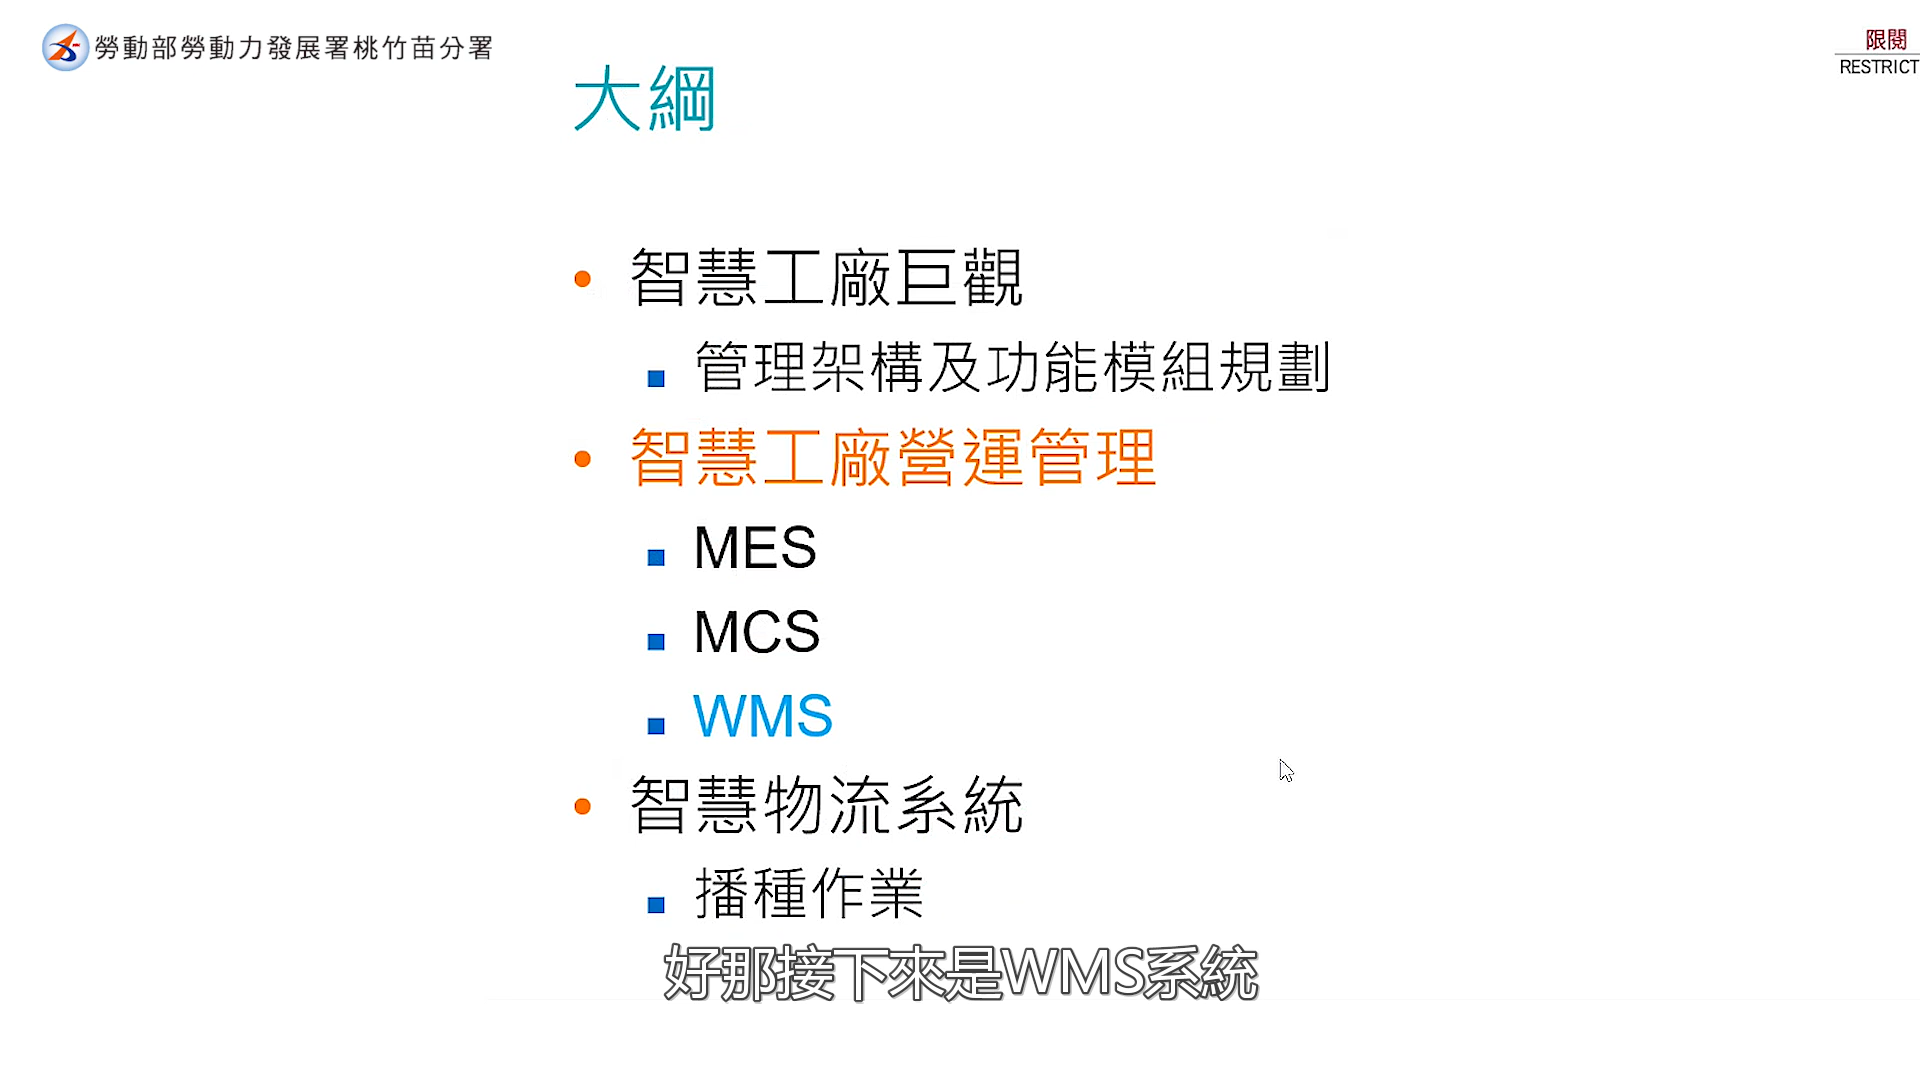 勞動部勞動力發展署桃竹苗分署
限閱
RESTRICT
大綱
智慧工廠巨觀
管理架構及功能模組規劃
智慧工廠營運管理
MES
MCS
WMS
智慧物流系統
播種作業
好那接下來是WMS系統